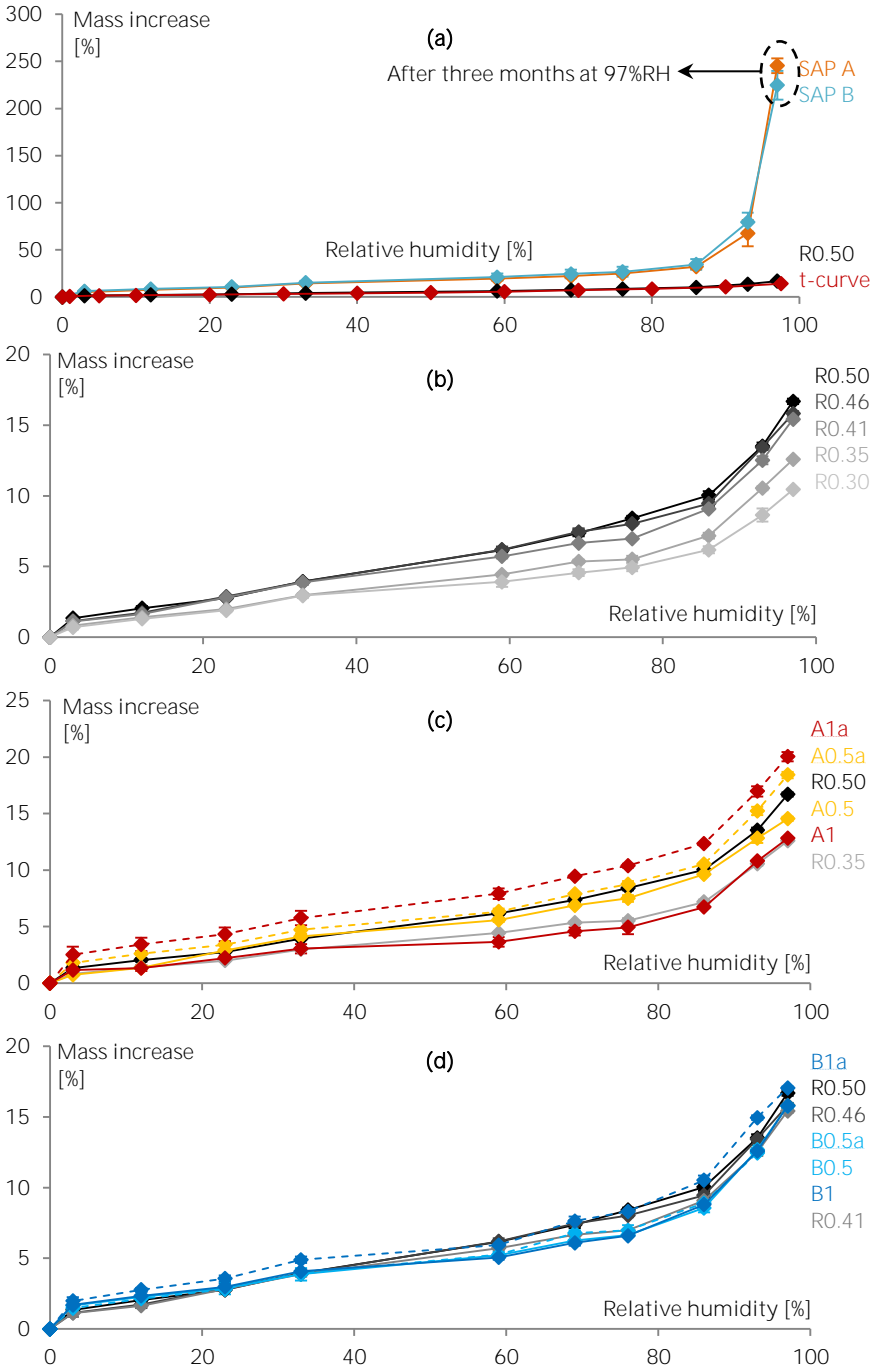 300
Mass increase
[%]
(a)
250
After three months at 97%RH
SAP A
SAP B
200
150
100
50
Relative humidity [%]
R0.50
t-curve
0
0 20 40 60 80 100
20
Mass increase
[%]
(b)
R0.50
R0.46
R0.41
R0.35
R0.30
15
10
5
Relative humidity [%]
0
0 20 40 60 80 100
25
Mass increase
[%]
(c)
A1a
A0.5a
R0.50
A0.5
A1
R0.35
20
15
10
5
Relative humidity [%]
0
0 20 40 60 80 100
20
Mass increase
[%]
(d)
B1a
R0.50
R0.46
B0.5a
B0.5
B1
R0.41
15
10
5
Relative humidity [%]
0
0 20 40 60 80 100